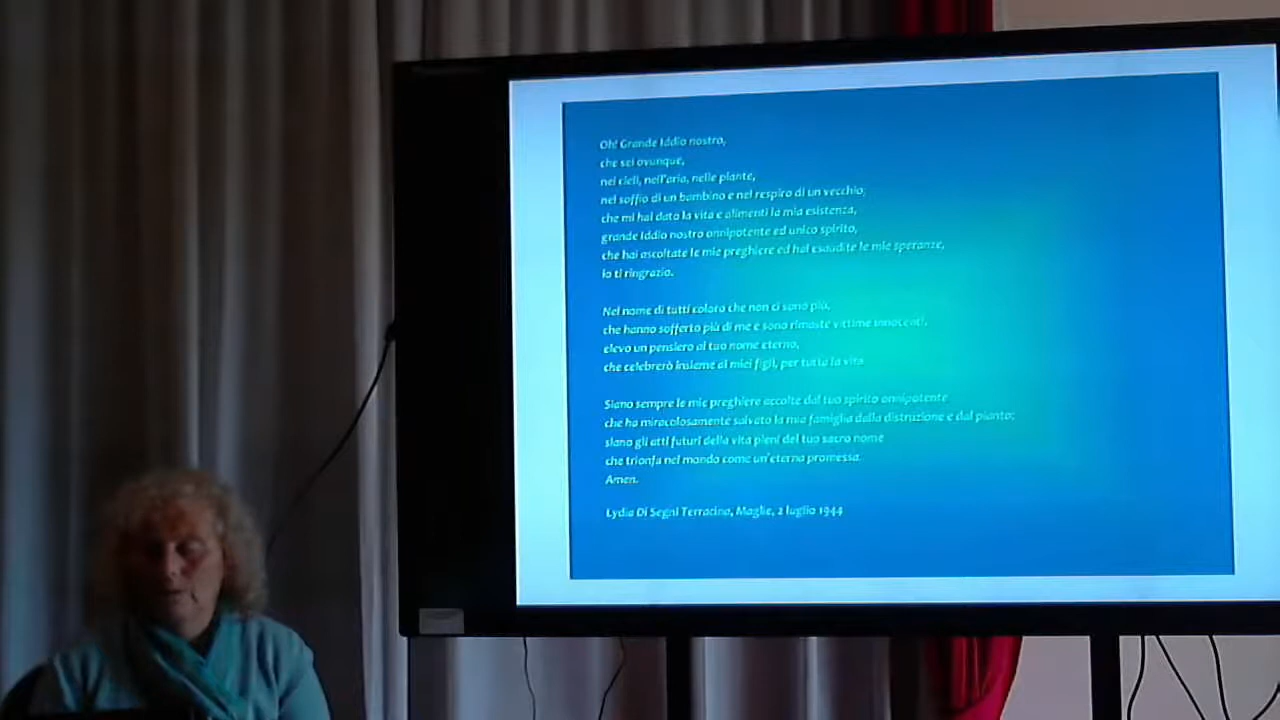 Oh! Grande Iddio nostro,
che sei ovunque,
nei cieli, nell'aria, nelle piante,
nel soffio di un bambino e nel respiro di un vecchio;
che mi hai dato la vita e alimenti la mia esistenza,
grande Iddio nostro onnipotente ed unico spirito,
che hai ascoltate le mie preghiere ed hai esaudite le mie speranze,
Io ti ringrazio.
Nel nome di tutti coloro che non ci sono più,
che hanno sofferto più di me e sono rimaste vittime innocenti,
elevo un pensiero al tuo nome eterno,
che celebrerò insieme ai miei figli, per tutta la vita.
Siano sempre le mie preghiere accolte dal tuo spirito onnipotente
che ha miracolosamente salvato la mia famiglia dalla distruzione e dal pianto;
siano gli atti futuri della vita pieni del tuo sacro nome
che trionfa nel mondo come un'eterna promessa.
Amen.
Lydia Di Segni Terracina, Maglie, 2 luglio 1944